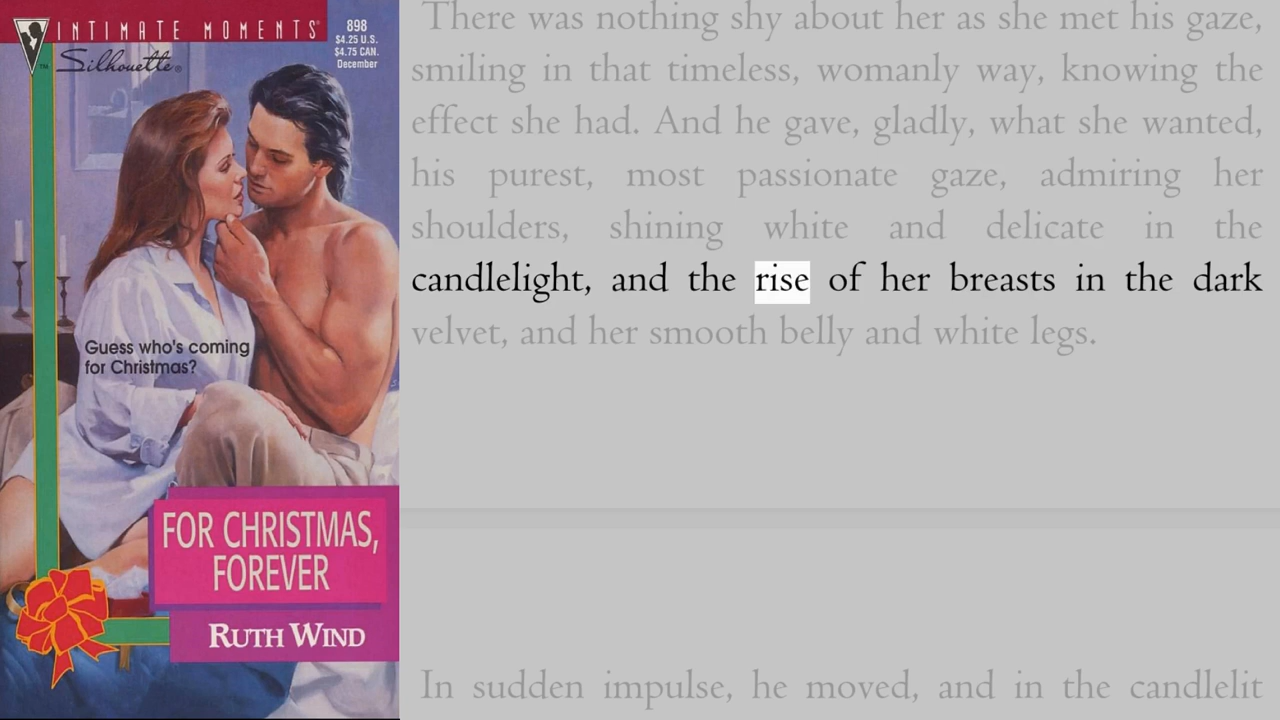 INTIMATE MOMENTS®
Silhouette®
TM
898
$4.25 U.S.
$4.75 CAN.
December
Guess who's coming
for Christmas?
FOR CHRISTMAS,
FOREVER
RUTH WIND
There was nothing shy about her as she met his gaze,
smiling in that timeless, womanly way, knowing the
effect she had. And he gave, gladly, what she wanted,
his purest, most passionate gaze, admiring her
shoulders, shining white and delicate in the
candlelight, and the rise of her breasts in the dark
velvet, and her smooth belly and white legs.
In sudden impulse, he moved, and in the candlelit